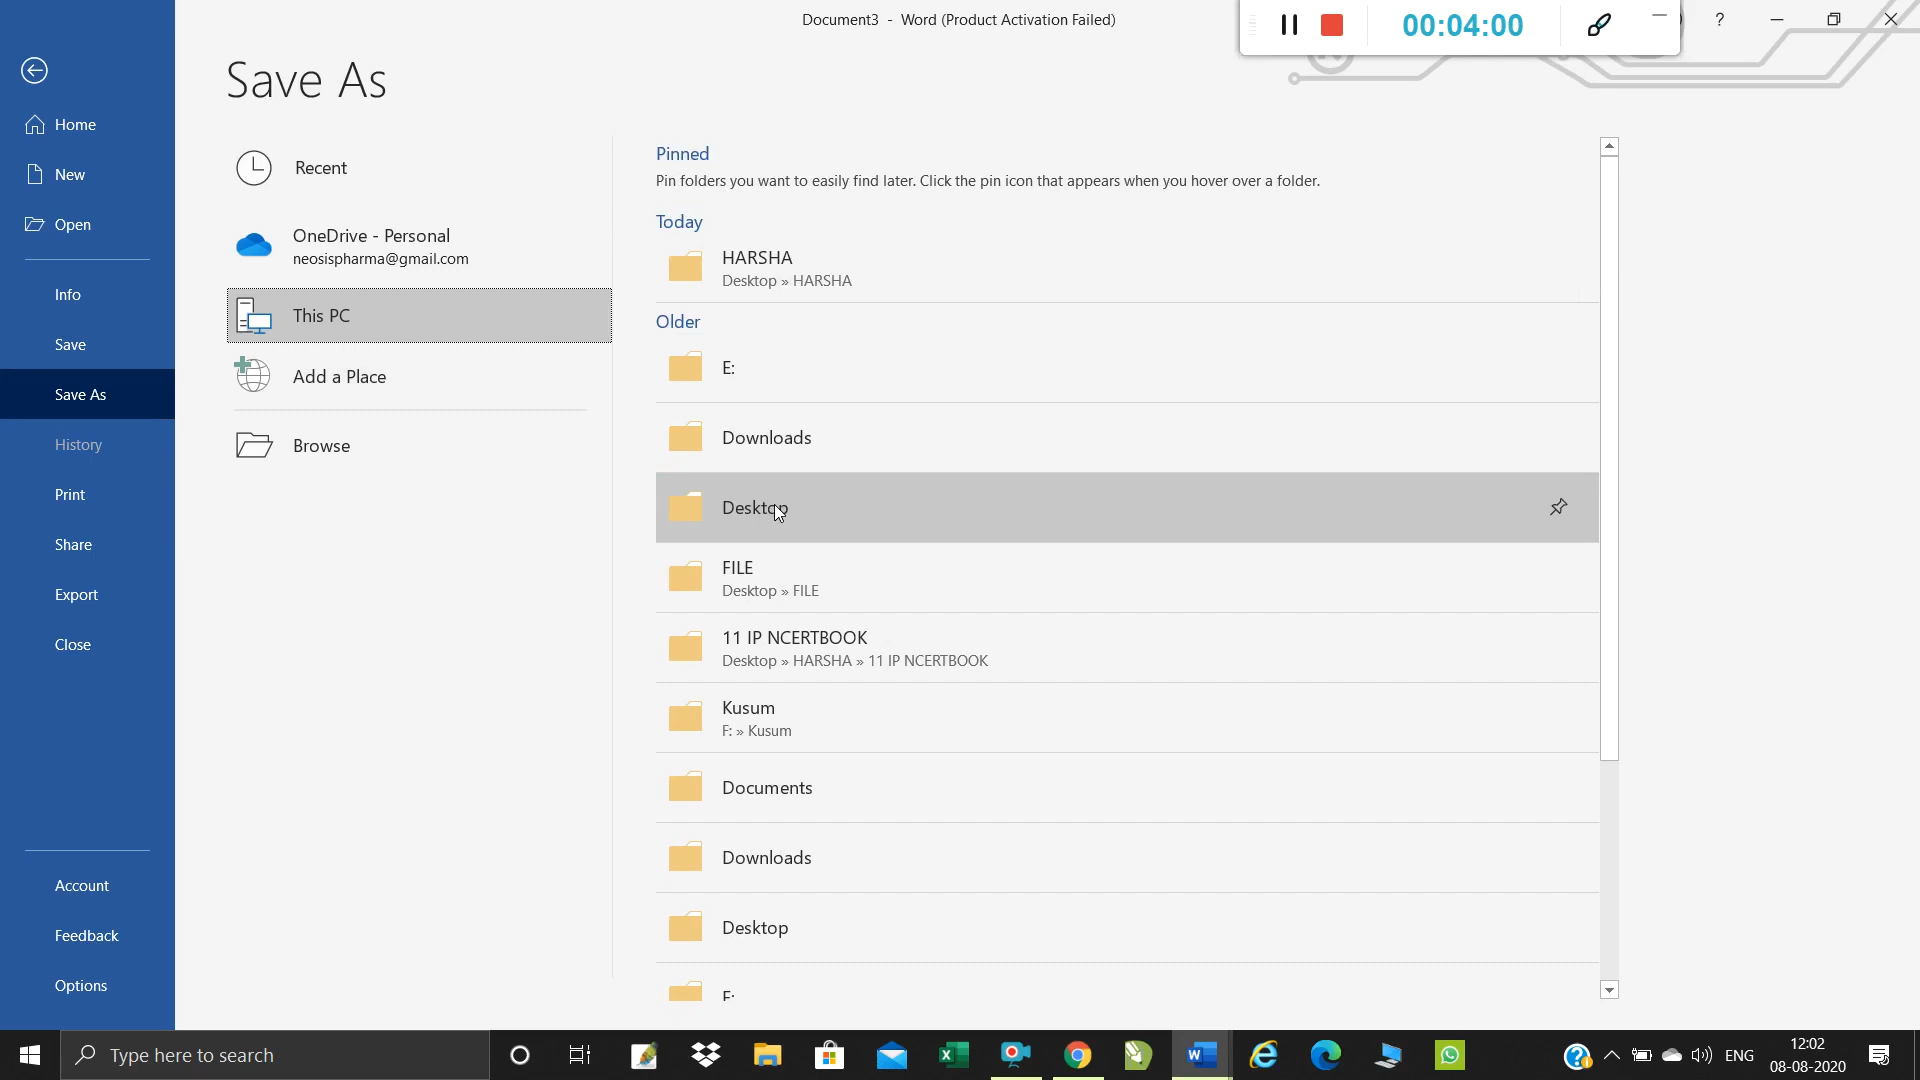 Document3 - Word (Product Activation Failed)
00:04:00
?
Save As
Home
New
Open
Info
Save
Save As
History
Print
Share
Export
Close
Account
Feedback
Options
Recent
OneDrive - Personal
neosispharma@gmail.com
This PC
Add a Place
Browse
Pinned
Pin folders you want to easily find later. Click the pin icon that appears when you hover over a folder.
Today
HARSHA
Desktop » HARSHA
Older
E:
Downloads
Desktop
FILE
Desktop » FILE
11 IP NCERTBOOK
Desktop » HARSHA » 11 IP NCERTBOOK
Kusum
F: » Kusum
Documents
Downloads
Desktop
Type here to search
ENG
12:02
08-08-2020